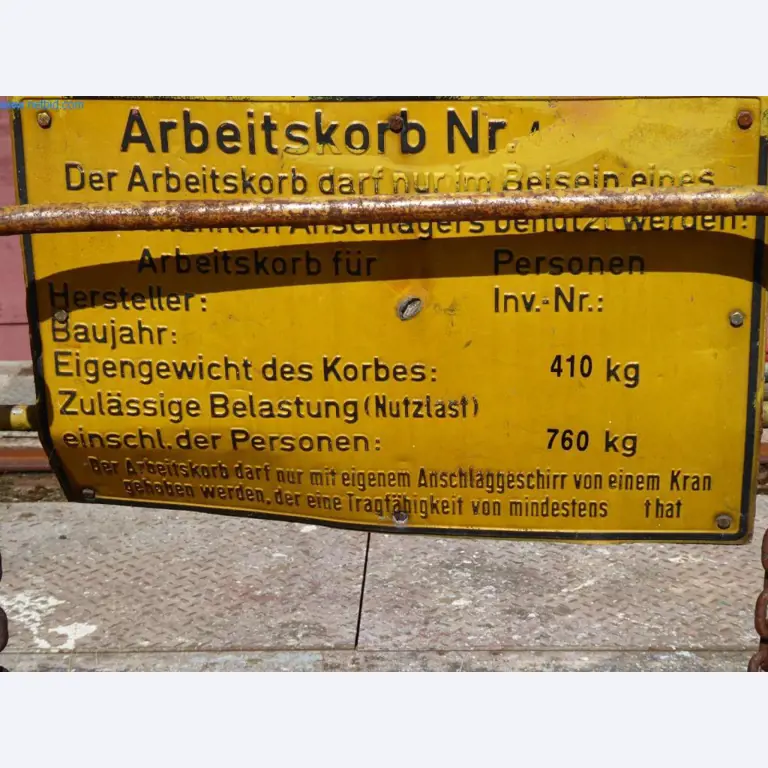 Arbeitskorb Nr.
Der Arbeitskorb darf nur im Beisein eines
Anschlägers benutzt werden!
Arbeitskorb für Personen
Hersteller: Inv.-Nr.:
Baujahr:
Eigengewicht des Korbes: 410 kg
Zulässige Belastung (Nutzlast)
einschl. der Personen: 760 kg
Der Arbeitskorb darf nur mit eigenem Anschlaggeschirr von einem Kran
gehoben werden, der eine Tragfähigkeit von mindestens t hat